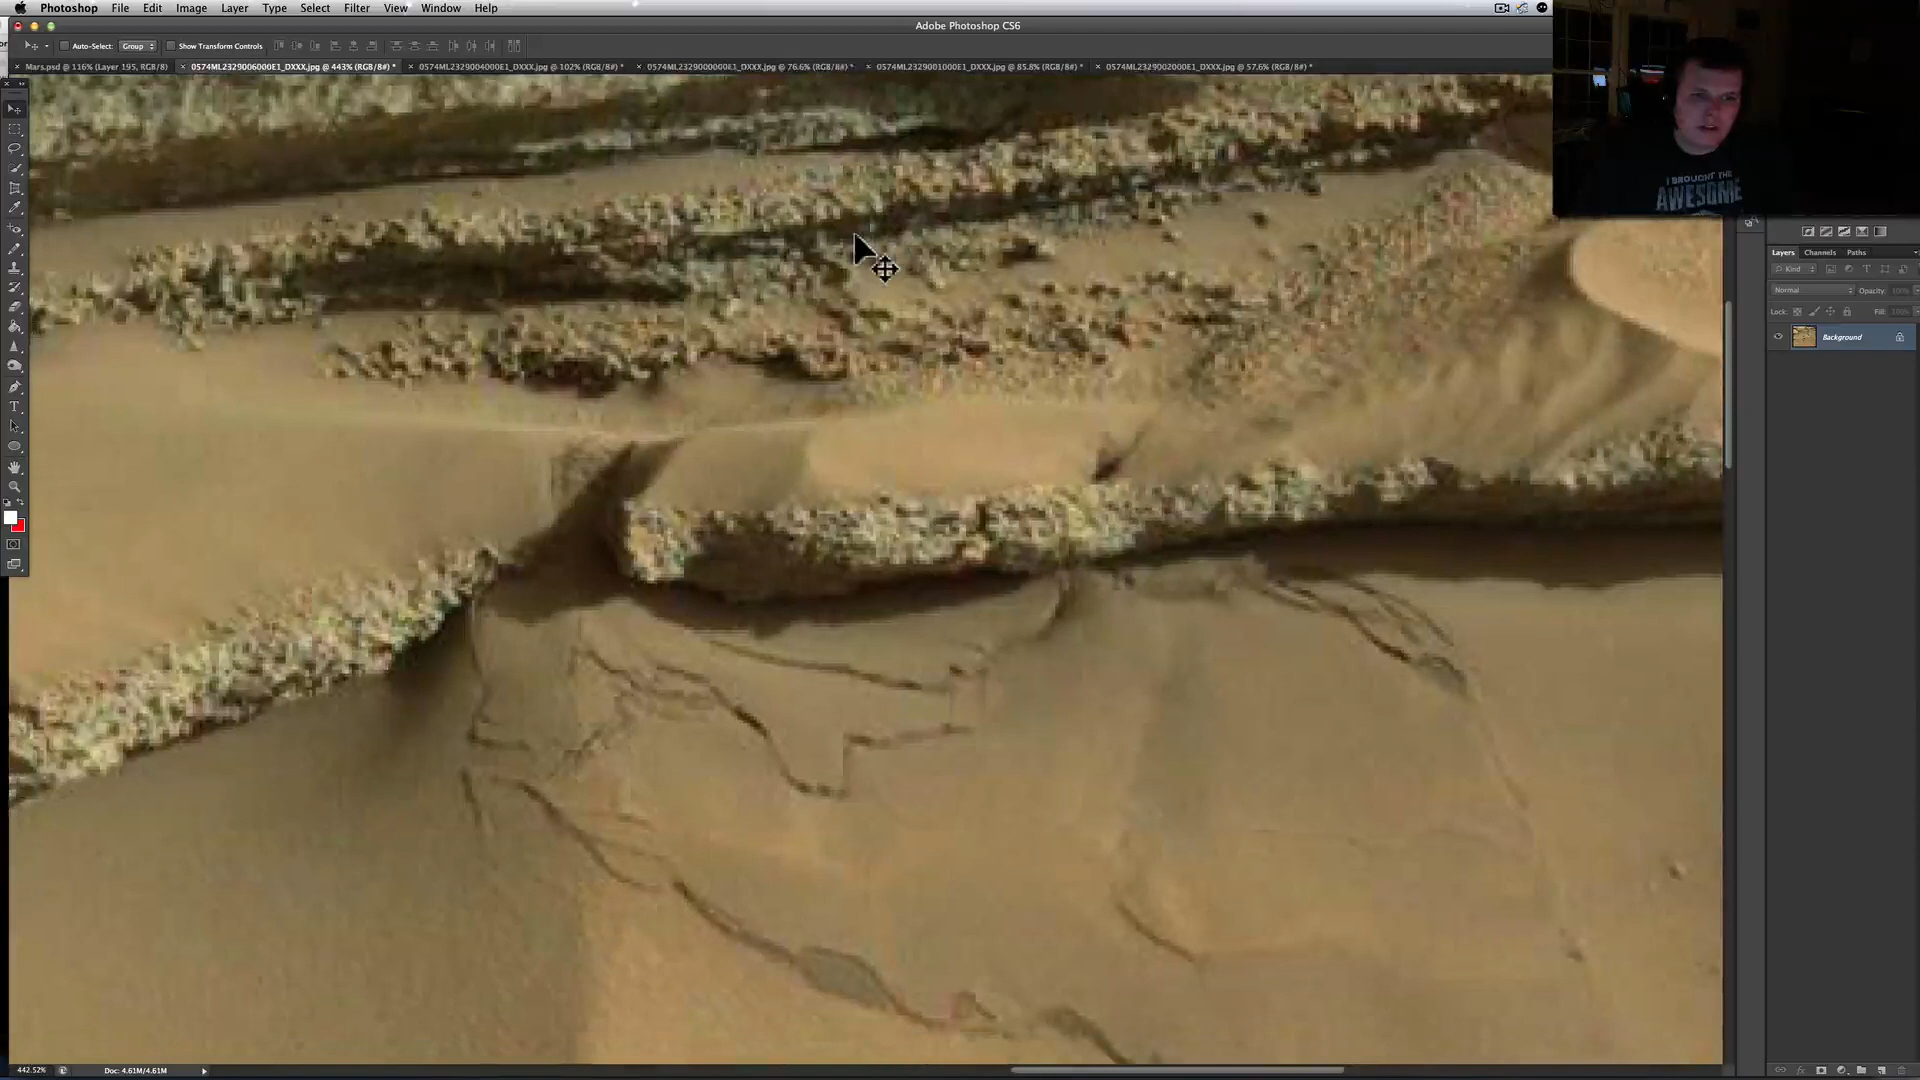 Photoshop File Edit Image Layer Type Select Filter View Window Help
Adobe Photoshop CS6
Auto-Select: Group Show Transform Controls
Mars.psd @ 116% (Layer 195, RGB/8) 0574ML2329006000E1_DXXX.jpg @ 443% (RGB/8#) * 0574ML2329004000E1_DXXX.jpg @ 102% (RGB/8#) * 0574ML2329000000E1_DXXX.jpg @ 76.6% (RGB/8#) * 0574ML2329001000E1_DXXX.jpg @ 85.8% (RGB/8#) * 0574ML2329002000E1_DXXX.jpg @ 57.6% (RGB/8#) *
I BROUGHT THE
AWESOME
Layers Channels Paths
Kind
Normal Opacity: 100%
Lock: Fill: 100%
Background
442.52% Doc: 4.61M/4.61M